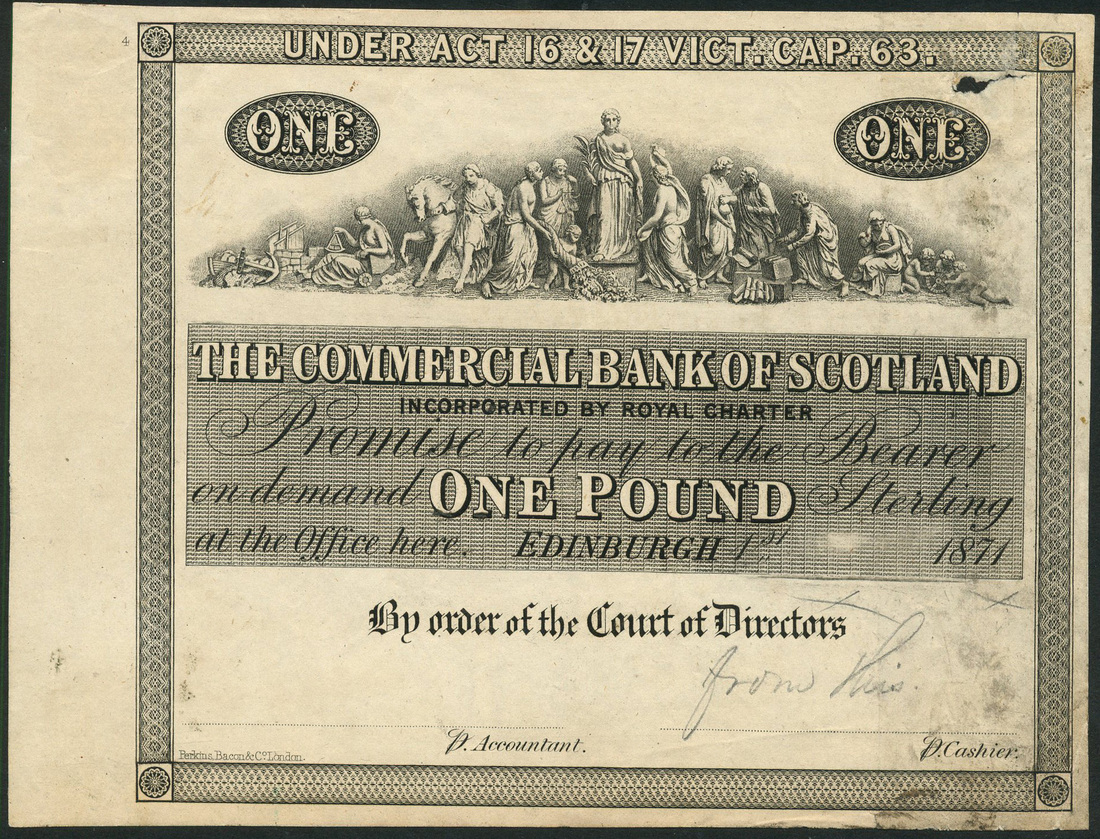 4
UNDER ACT 16 & 17 VICT. CAP. 63.
ONE
ONE
THE COMMERCIAL BANK OF SCOTLAND
INCORPORATED BY ROYAL CHARTER
Promise to pay to the Bearer
on demand ONE POUND Sterling
at the Office here. EDINBURGH 1st 1871
By order of the Court of Directors
from this.
P. Accountant.
P. Cashier.
Perkins, Bacon & Co. London.